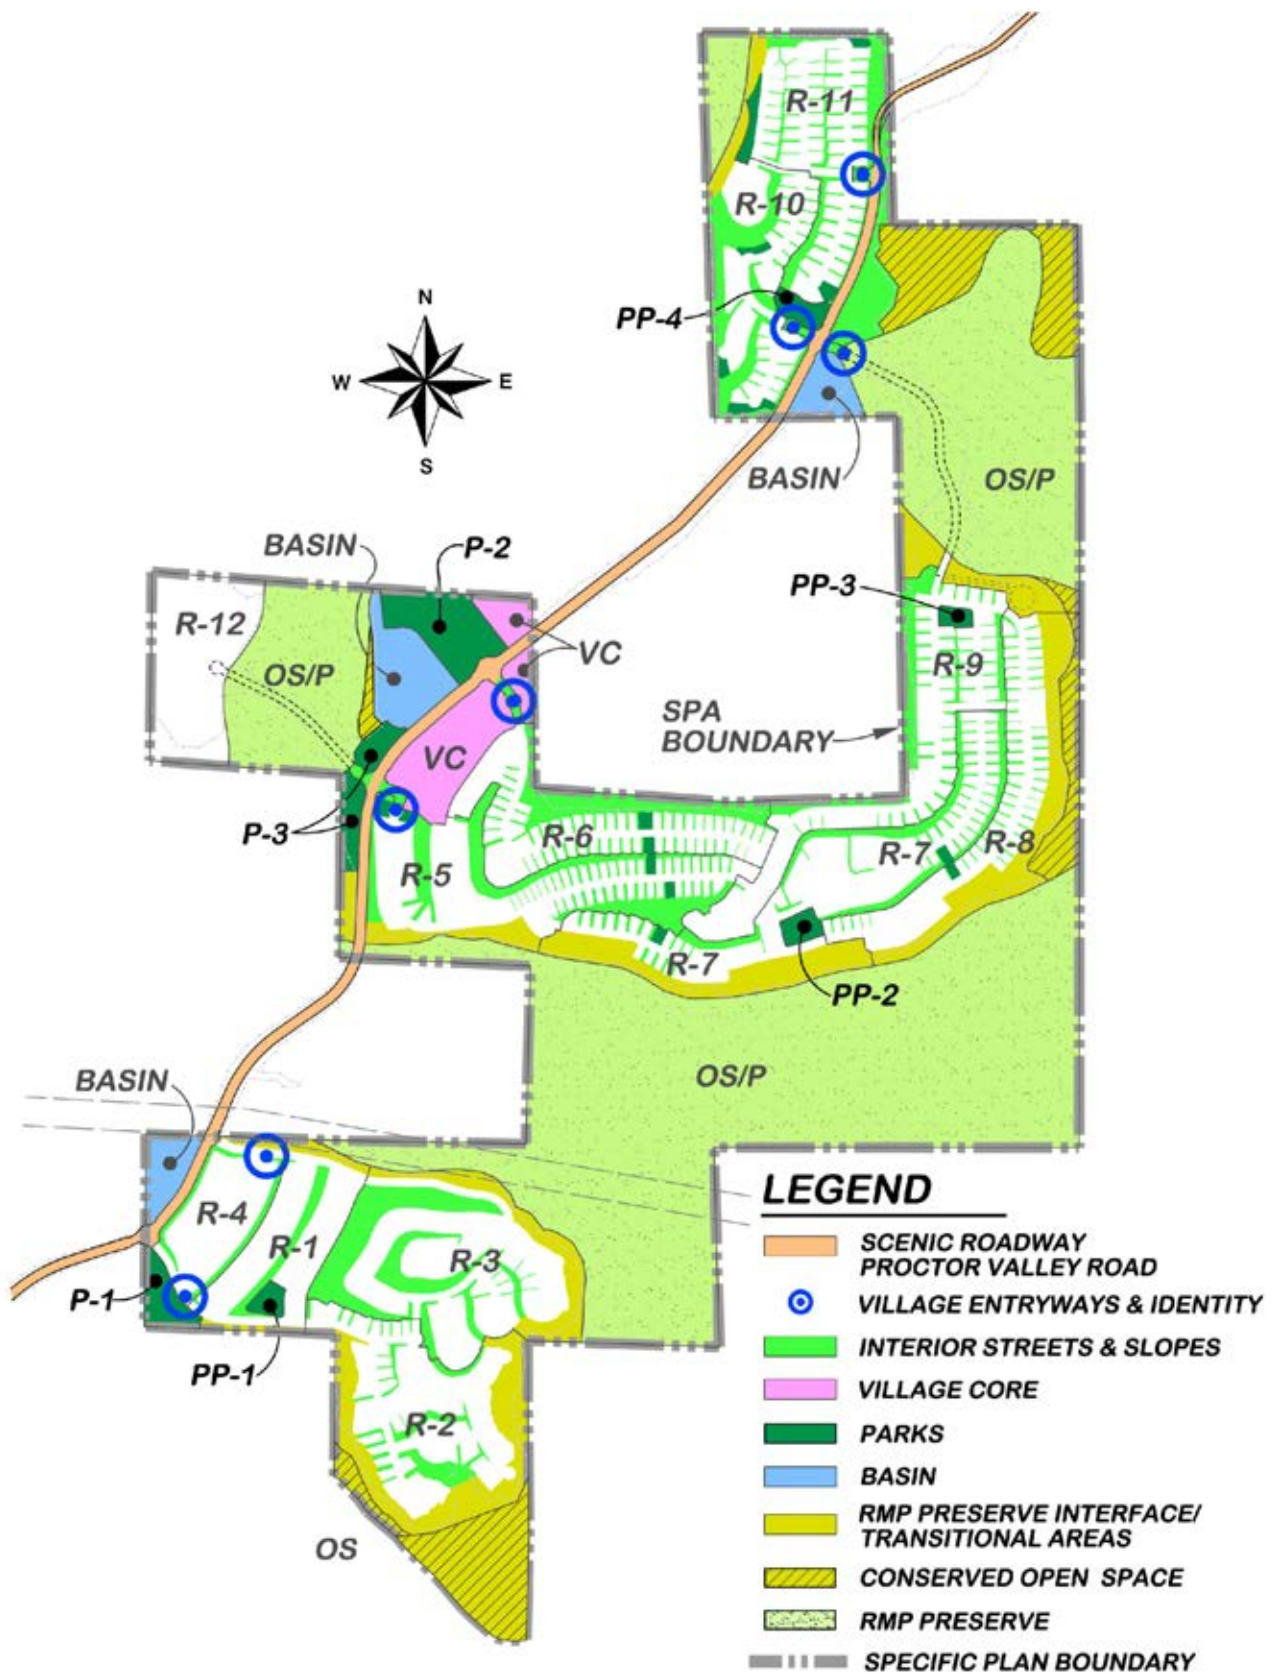 R-11
R-10
PP-4
N
W
E
S
BASIN
OS/P
BASIN
P-2
PP-3
R-12
OS/P
VC
R-9
SPA
BOUNDARY
VC
P-3
R-6
R-7
R-8
R-5
R-7
PP-2
OS/P
BASIN
R-4
R-1
R-3
P-1
PP-1
R-2
OS
LEGEND
SCENIC ROADWAY
PROCTOR VALLEY ROAD
VILLAGE ENTRYWAYS & IDENTITY
INTERIOR STREETS & SLOPES
VILLAGE CORE
PARKS
BASIN
RMP PRESERVE INTERFACE/
TRANSITIONAL AREAS
CONSERVED OPEN SPACE
RMP PRESERVE
SPECIFIC PLAN BOUNDARY